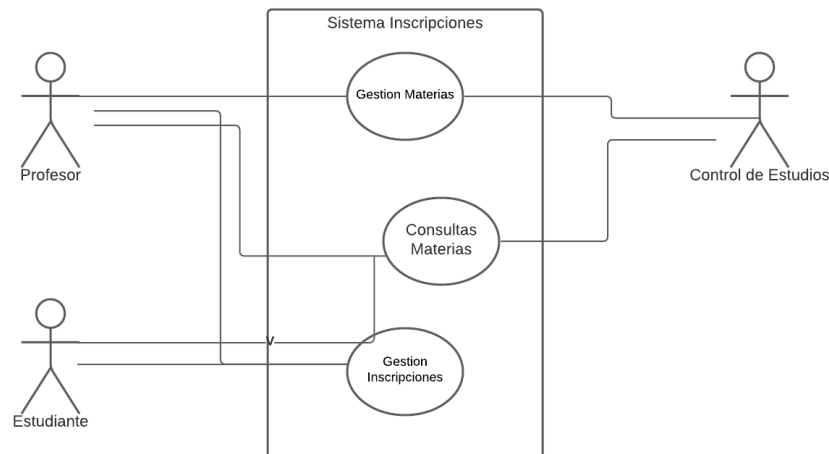 Sistema Inscripciones
Gestion Materias
Profesor
Control de Estudios
Consultas
Materias
v
Gestion
Inscripciones
Estudiante